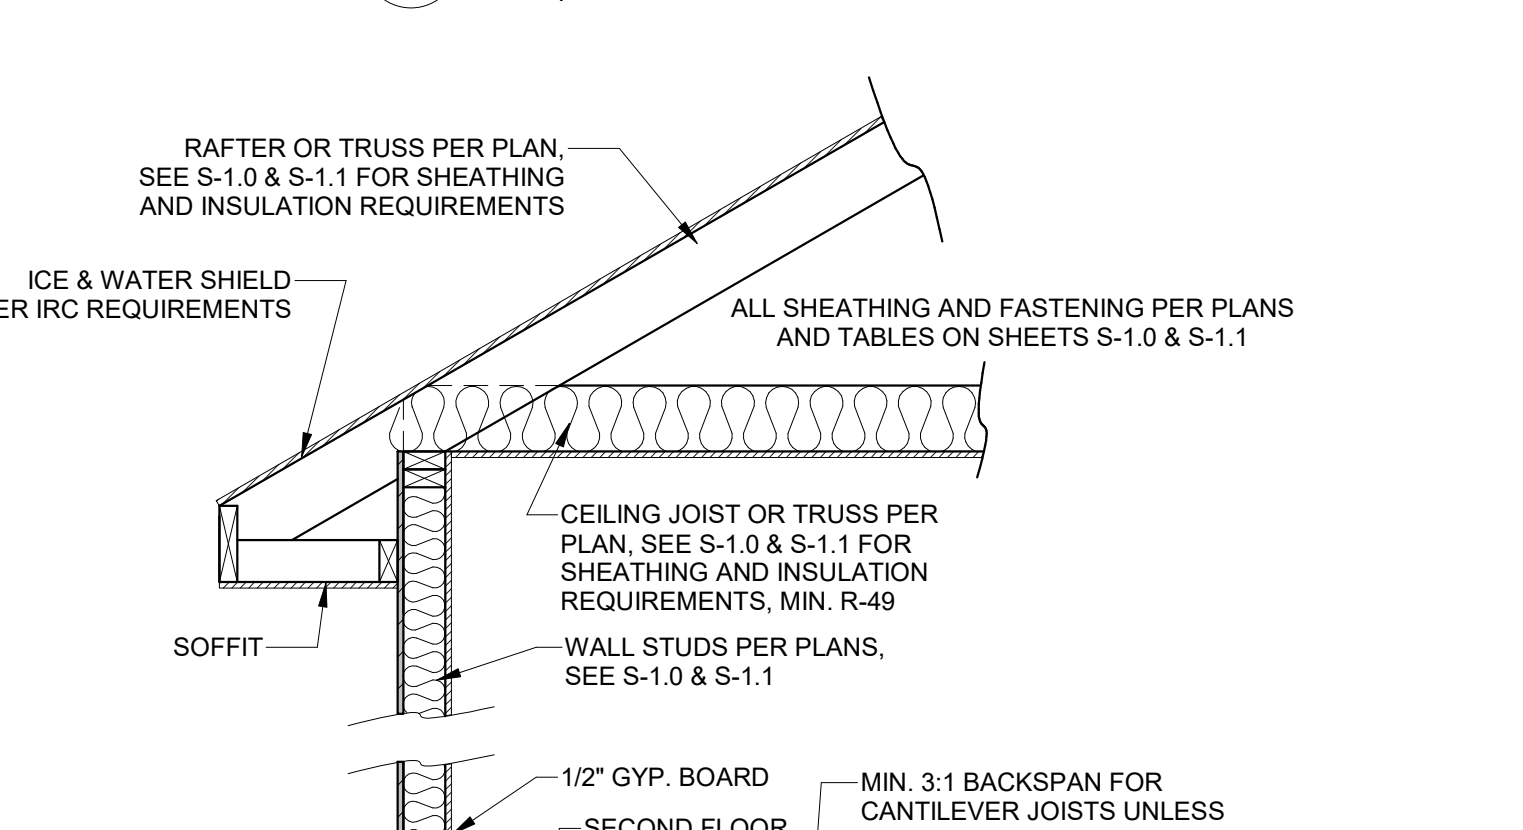 RAFTER OR TRUSS PER PLAN,
SEE S-1.0 & S-1.1 FOR SHEATHING
AND INSULATION REQUIREMENTS
ICE & WATER SHIELD
ER IRC REQUIREMENTS
ALL SHEATHING AND FASTENING PER PLANS
AND TABLES ON SHEETS S-1.0 & S-1.1
CEILING JOIST OR TRUSS PER
PLAN, SEE S-1.0 & S-1.1 FOR
SHEATHING AND INSULATION
REQUIREMENTS, MIN. R-49
SOFFIT
WALL STUDS PER PLANS,
SEE S-1.0 & S-1.1
1/2" GYP. BOARD
MIN. 3:1 BACKSPAN FOR
CANTILEVER JOISTS UNLESS
SECOND FLOOR